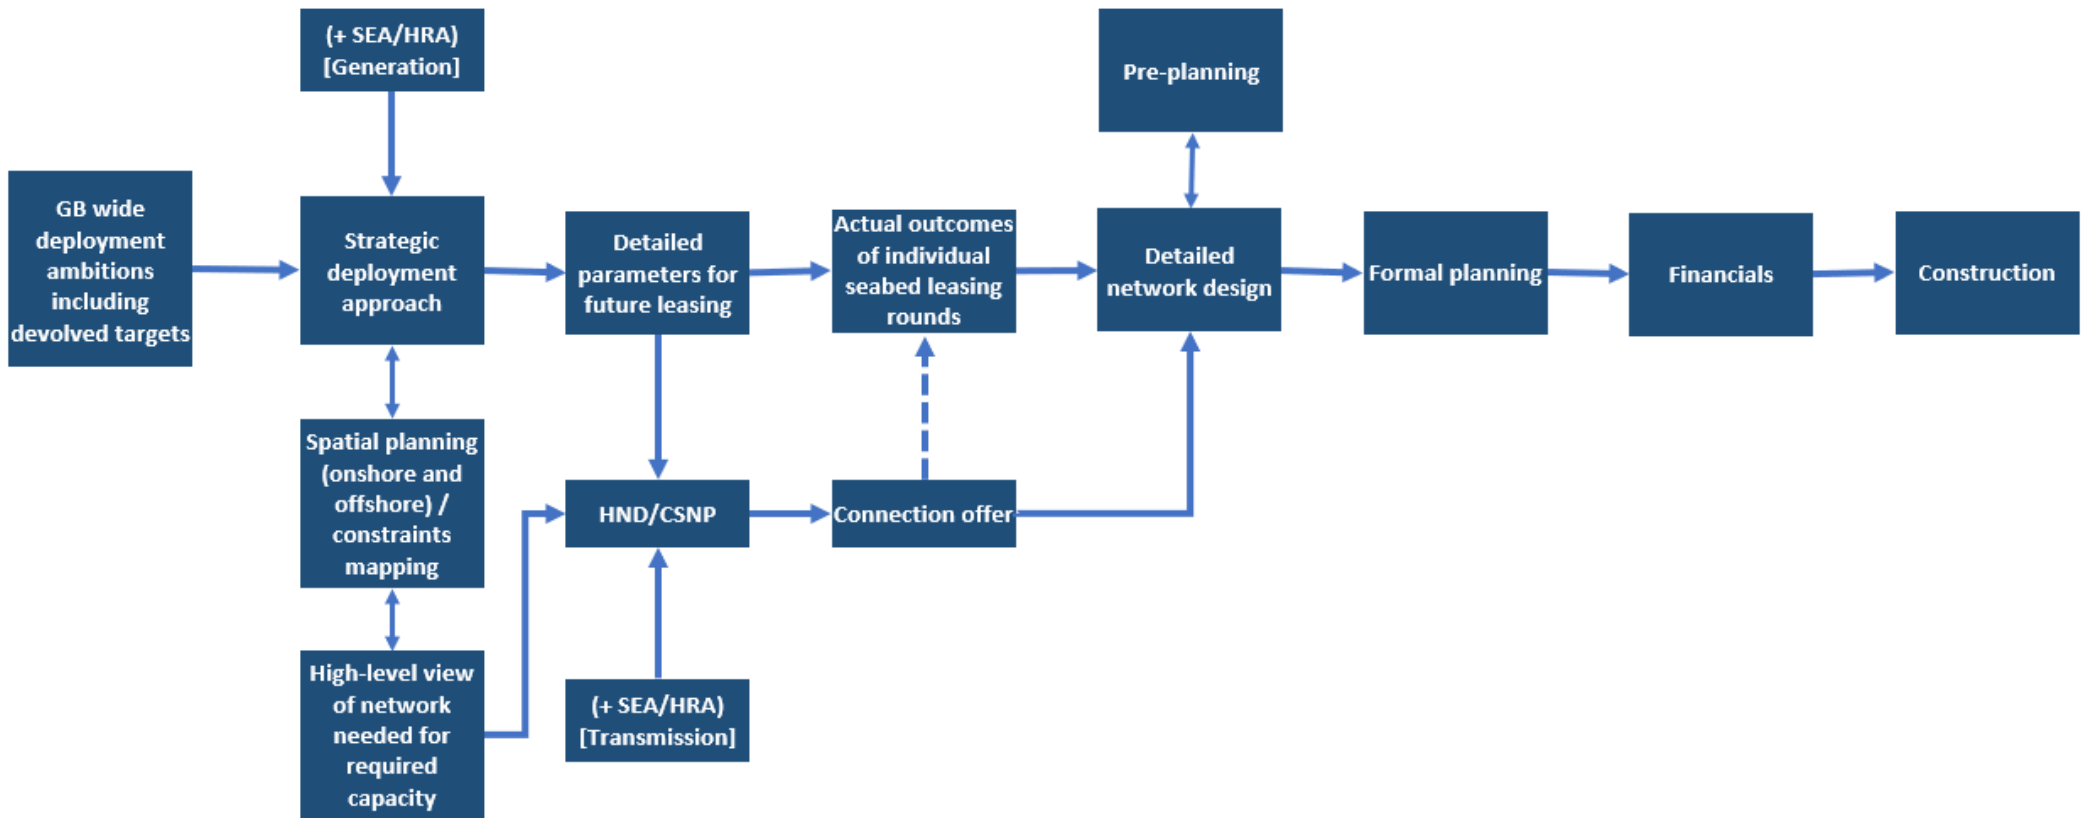 (+ SEA/HRA)
[Generation]
Pre-planning
GB wide
deployment
ambitions
including
devolved targets
Strategic
deployment
approach
Detailed
parameters for
future leasing
Actual outcomes
of individual
seabed leasing
rounds
Detailed
network design
Formal planning
Financials
Construction
Spatial planning
(onshore and
offshore) /
constraints
mapping
HND/CSNP
Connection offer
High-level view
of network
needed for
required
capacity
(+ SEA/HRA)
[Transmission]